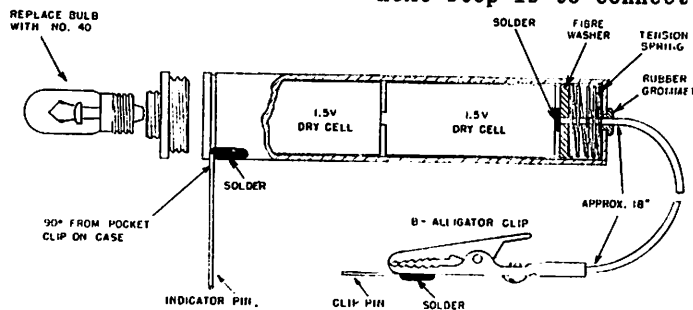 REPLACE BULB
WITH NO. 40
SOLDER
FIBRE
WASHER
TENSION
SPRING
RUBBER
GROMMET
1.5V
DRY CELL
1.5V
DRY CELL
SOLDER
90° FROM POCKET
CLIP ON CASE
APPROX. 18"
B- ALLIGATOR CLIP
INDICATOR PIN.
CLIP PIN
SOLDER